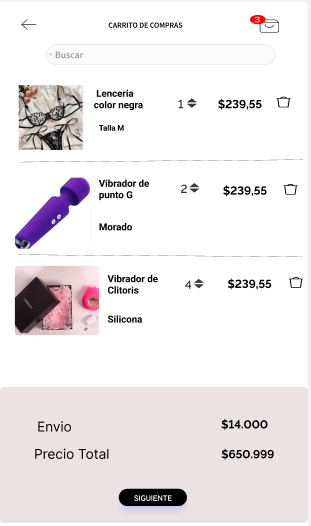 CARRITO DE COMPRAS
3
Buscar
Lencería
color negra
1
$239,55
Talla M
Vibrador de
punto G
2
$239,55
Morado
Vibrador de
Clitoris
4
$239,55
Silicona
Envio
$14.000
Precio Total
$650.999
SIGUIENTE